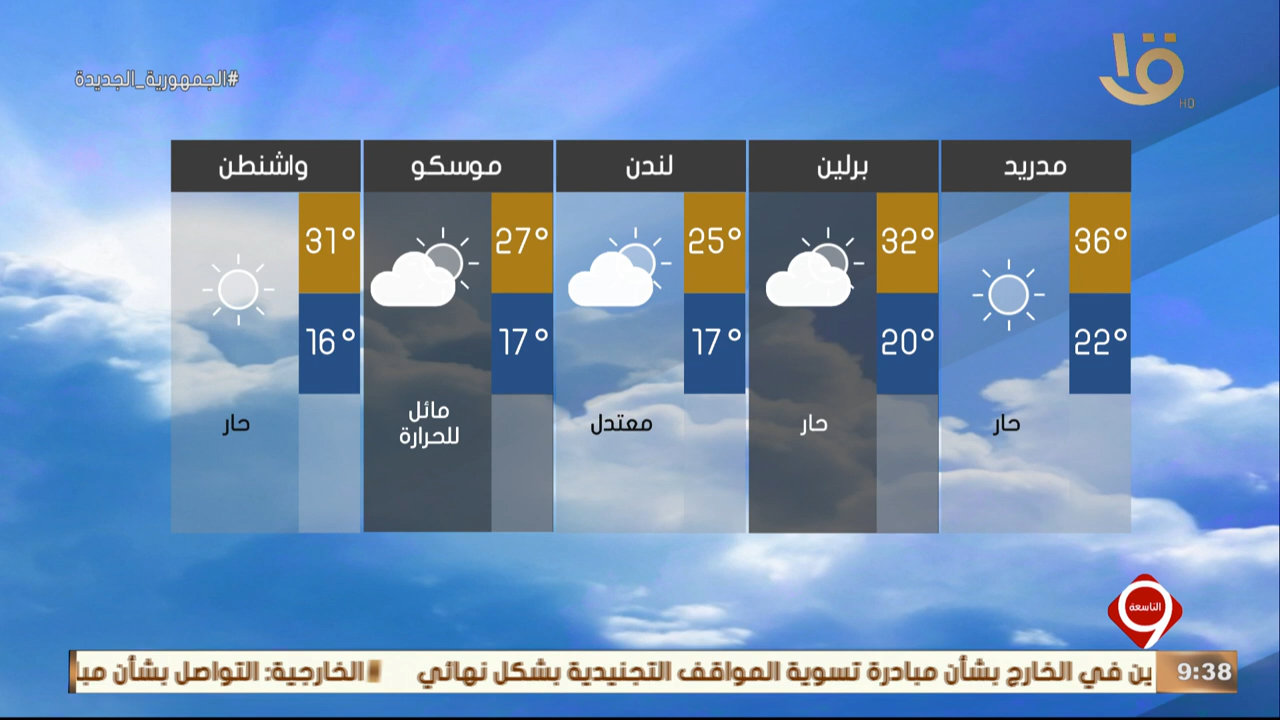 #الجمهورية_الجديدة
HD
مدريد
36°
22°
حار
برلين
32°
20°
حار
لندن
25°
17°
معتدل
موسكو
27°
17°
مائل
للحرارة
واشنطن
31°
16°
حار
التاسعة
9
9:38
ين في الخارج بشأن مبادرة تسوية المواقف التجنيدية بشكل نهائي الخارجية: التواصل بشأن مبا